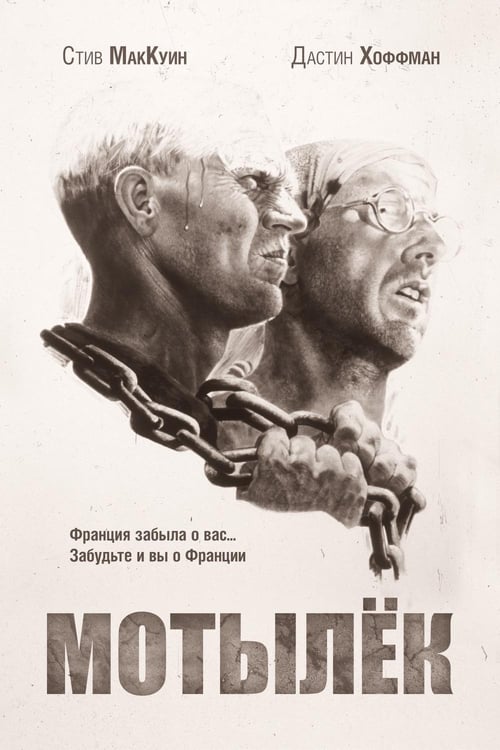 Стив МакКуин
Дастин Хоффман
Франция забыла о вас...
Забудьте и вы о Франции
МОТЫЛЁК